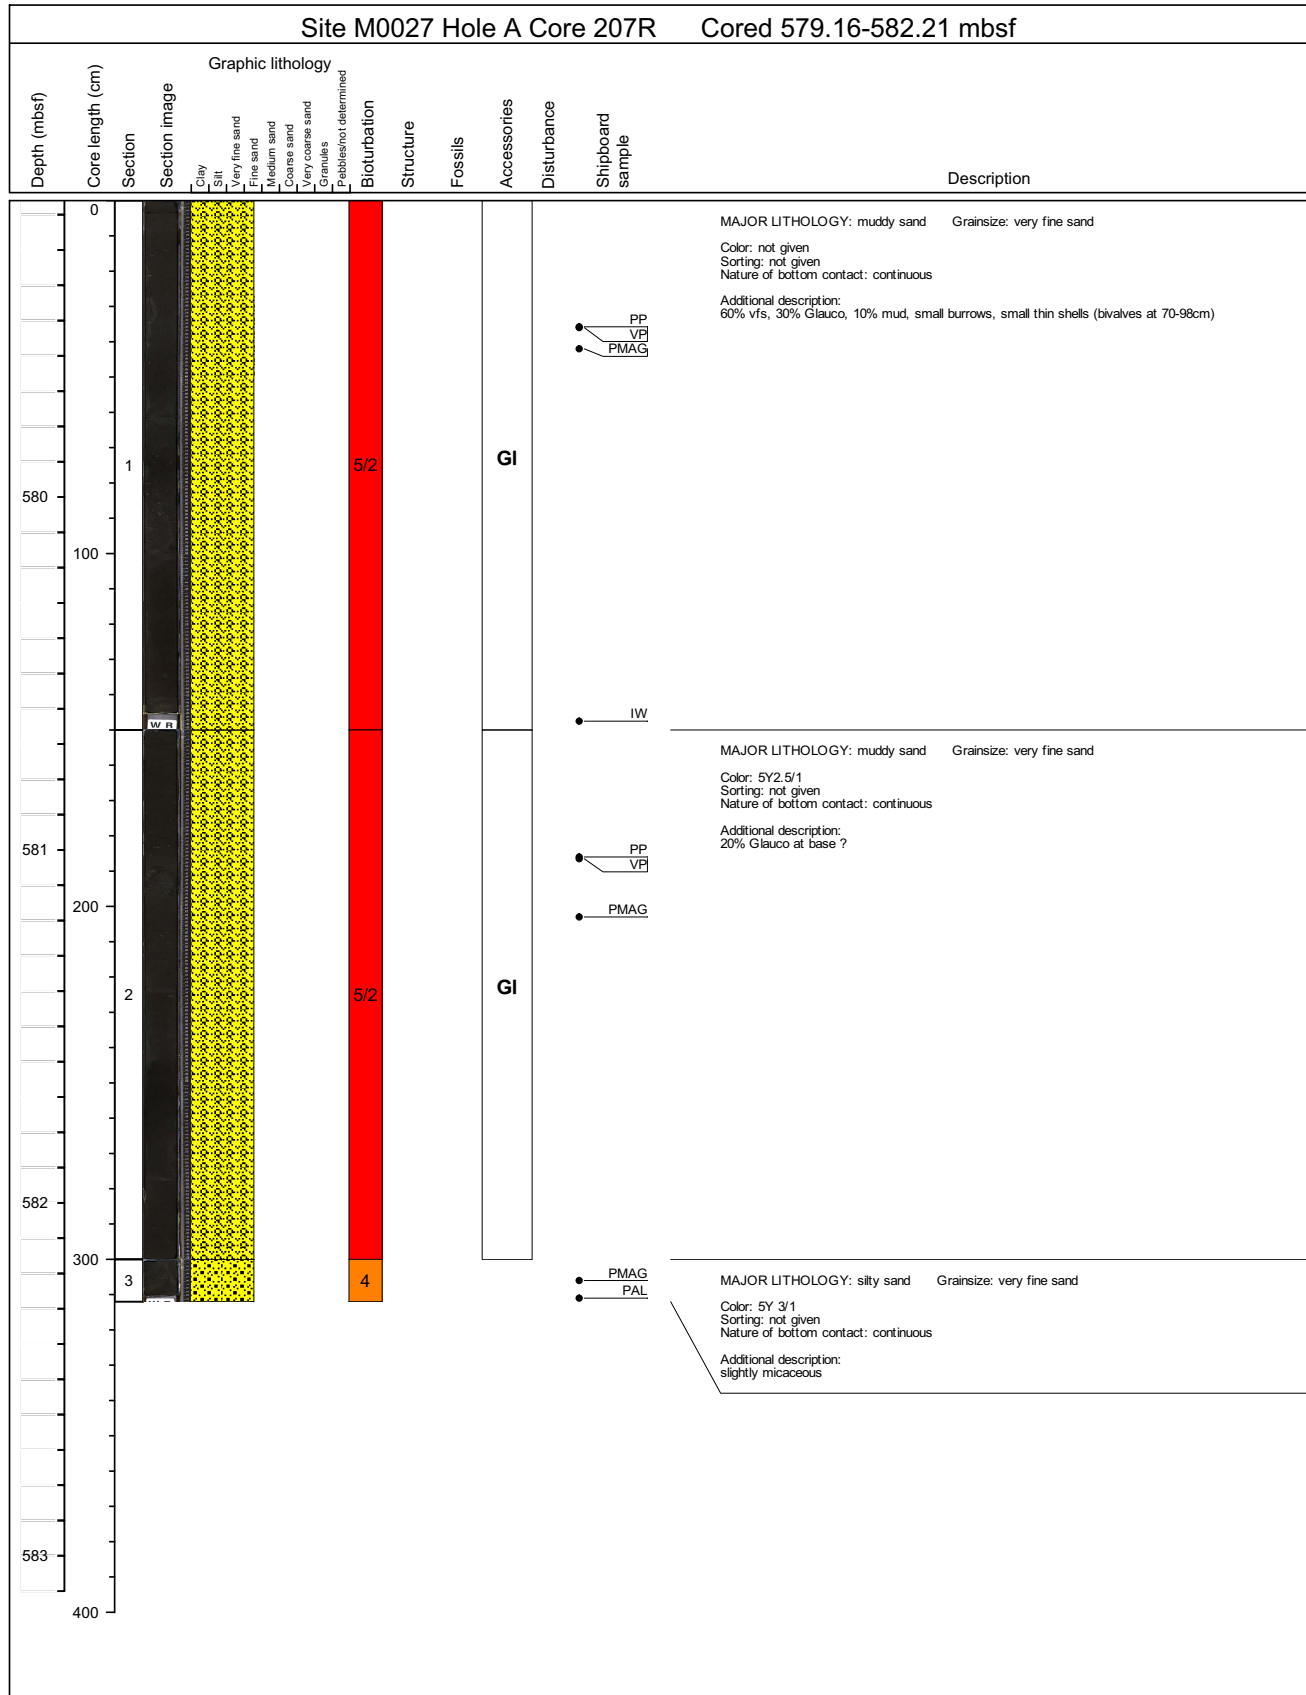 Site M0027 Hole A Core 207R Cored 579.16-582.21 mbsf
Graphic lithology
Depth (mbsf)
Core length (cm)
Section
Section image
Clay
Silt
Very fine sand
Fine sand
Medium sand
Coarse sand
Very coarse sand
Granules
Pebbles/not determined
Bioturbation
Structure
Fossils
Accessories
Disturbance
Shipboard
sample
Description
0
MAJOR LITHOLOGY: muddy sand Grainsize: very fine sand
Color: not given
Sorting: not given
Nature of bottom contact: continuous
Additional description:
60% vfs, 30% Glauco, 10% mud, small burrows, small thin shells (bivalves at 70-98cm)
PP
VP
PMAG
1
5/2
Gl
580
100
IW
W R
MAJOR LITHOLOGY: muddy sand Grainsize: very fine sand
Color: 5Y2.5/1
Sorting: not given
Nature of bottom contact: continuous
Additional description:
20% Glauco at base ?
581
PP
VP
200
PMAG
2
5/2
Gl
582
300
3
4
PMAG
PAL
MAJOR LITHOLOGY: silty sand Grainsize: very fine sand
Color: 5Y 3/1
Sorting: not given
Nature of bottom contact: continuous
Additional description:
slightly micaceous
583
400